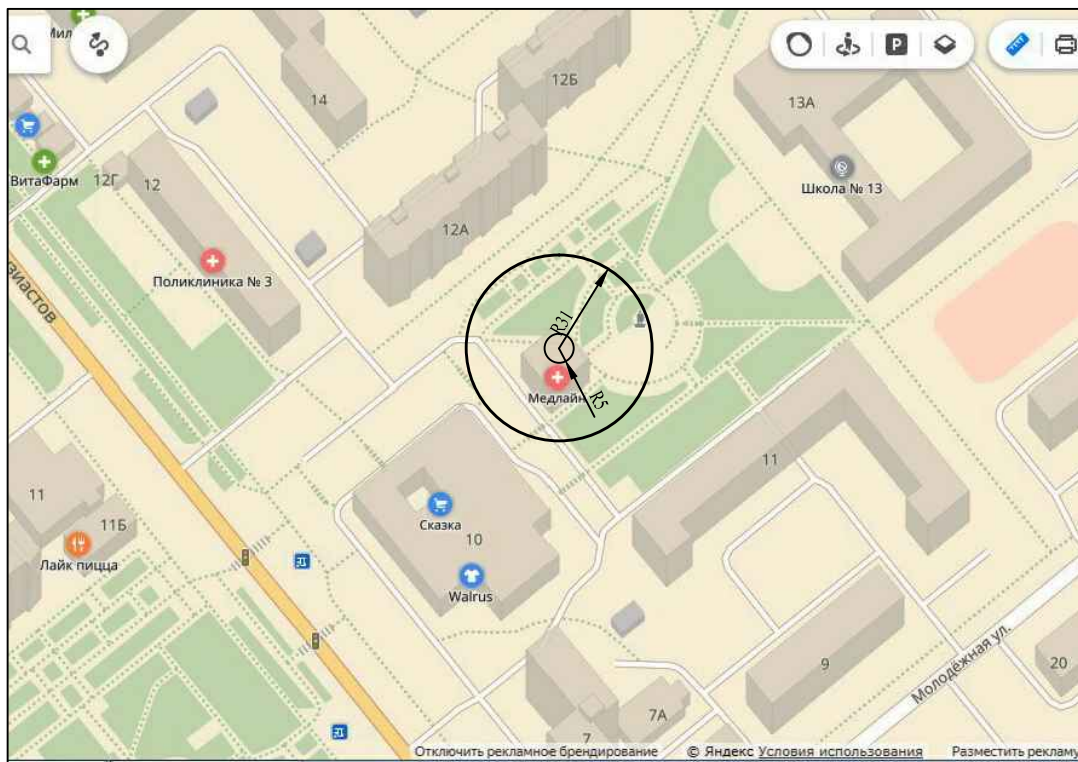 Мил
P
12Б
13А
14
Школа № 13
ВитаФарм
12Г
12
12А
Поликлиника № 3
виастов
R31
R5
Медлайн
11
11
11Б
Сказка
10
Лайк пицца
Walrus
Молодёжная ул.
9
20
7А
7
Отключить рекламное брендирование
© Яндекс Условия использования
Разместить рекламу